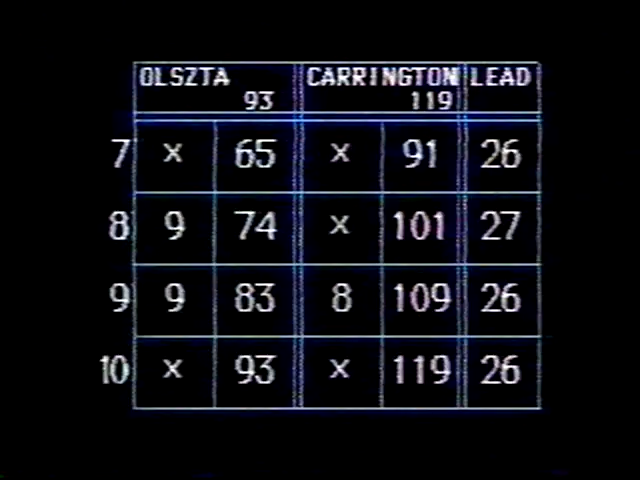 OLSZTA CARRINGTON LEAD
93 119
7 x 65 x 91 26
8 9 74 x 101 27
9 9 83 8 109 26
10 x 93 x 119 26